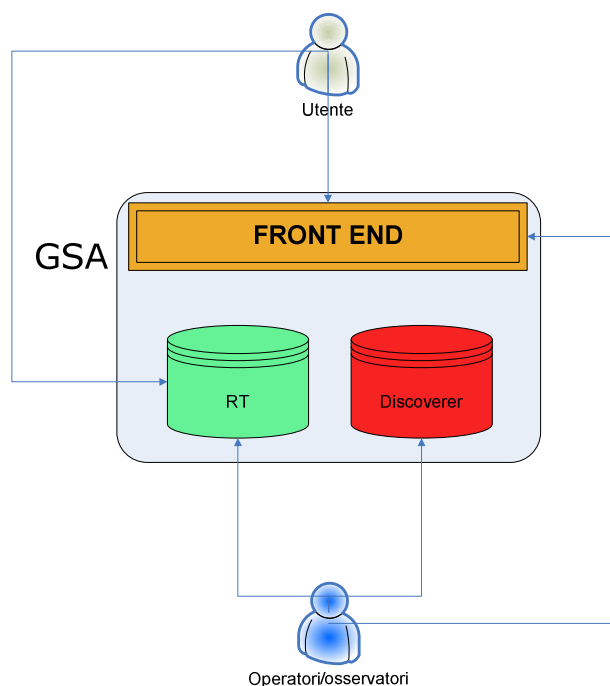 Utente
FRONT END
GSA
RT
Discoverer
Operatori/osservatori